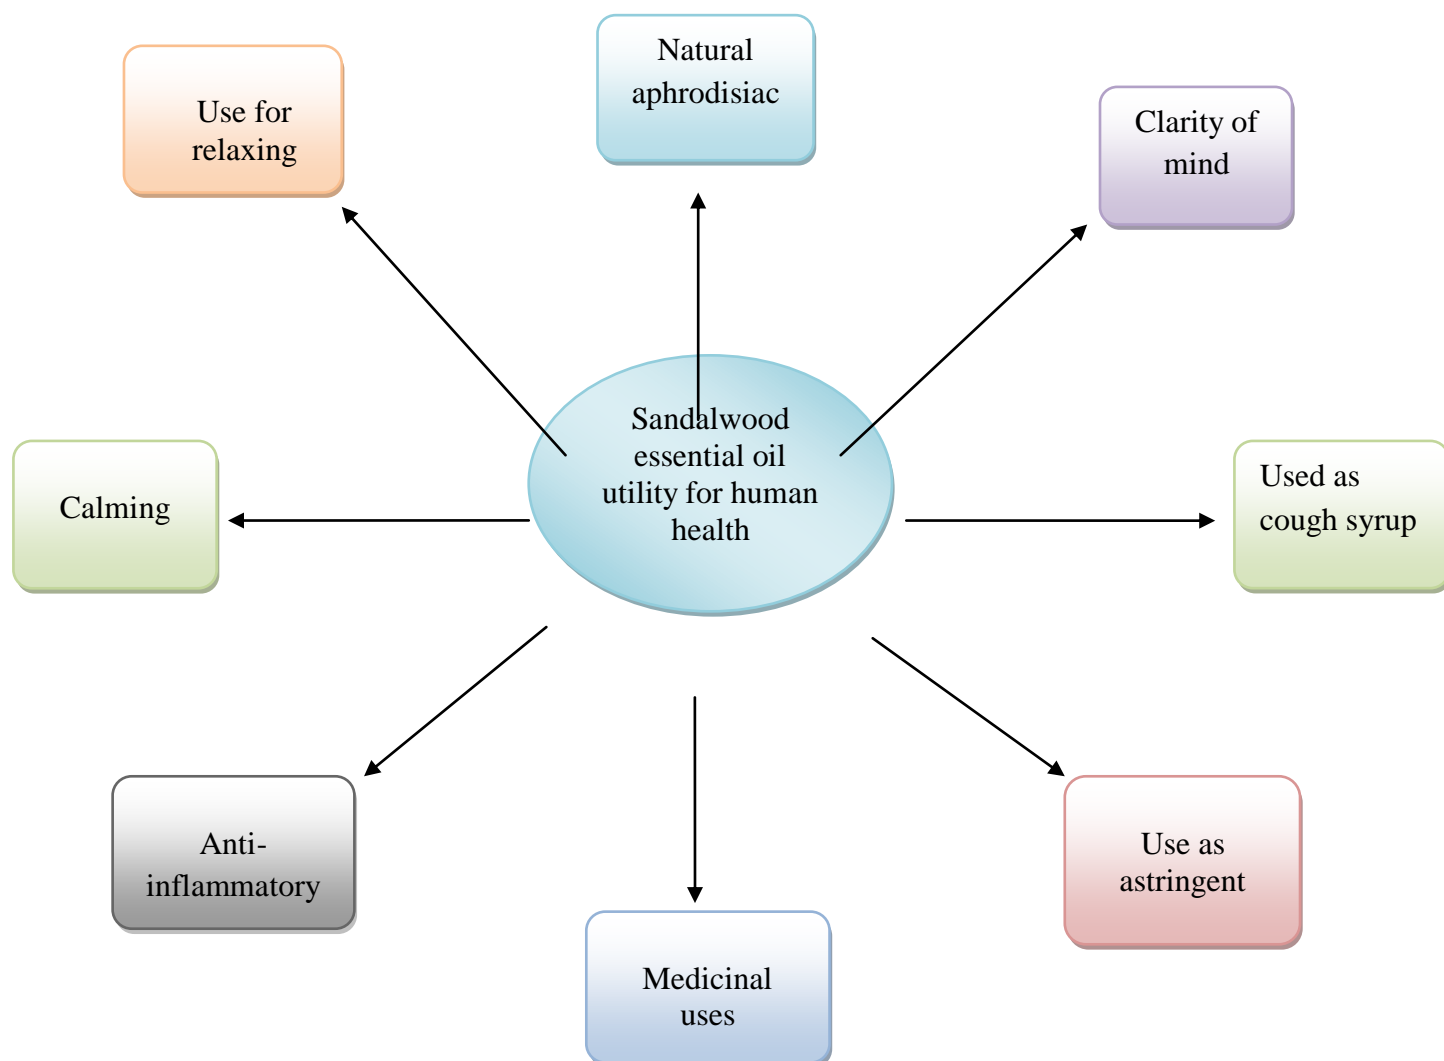 Natural
aphrodisiac
Use for
relaxing
Clarity of
mind
Sandalwood
essential oil
utility for human
health
Calming
Used as
cough syrup
Anti-
inflammatory
Use as
astringent
Medicinal
uses